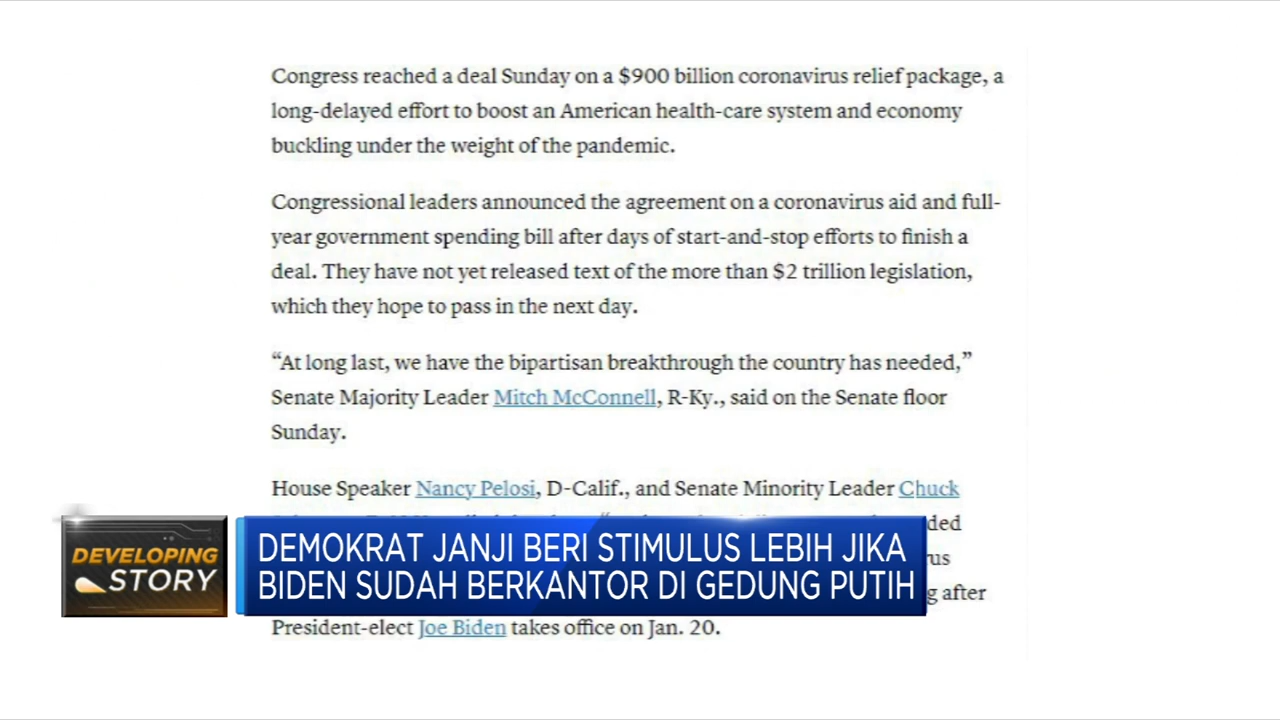 Congress reached a deal Sunday on a $900 billion coronavirus relief package, a
long-delayed effort to boost an American health-care system and economy
buckling under the weight of the pandemic.
Congressional leaders announced the agreement on a coronavirus aid and full-
year government spending bill after days of start-and-stop efforts to finish a
deal. They have not yet released text of the more than $2 trillion legislation,
which they hope to pass in the next day.
“At long last, we have the bipartisan breakthrough the country has needed,”
Senate Majority Leader Mitch McConnell, R-Ky., said on the Senate floor
Sunday.
House Speaker Nancy Pelosi, D-Calif., and Senate Minority Leader Chuck
DEVELOPING
STORY
DEMOKRAT JANJI BERI STIMULUS LEBIH JIKA
BIDEN SUDAH BERKANTOR DI GEDUNG PUTIH
after
President-elect Joe Biden takes office on Jan. 20.